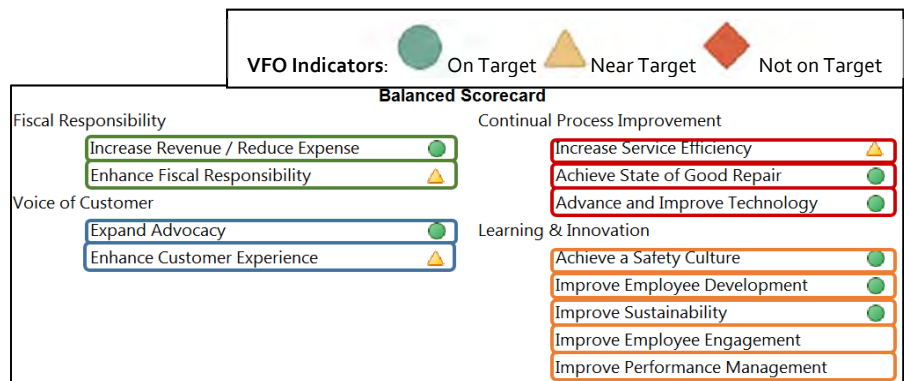 VFO Indicators: On Target Near Target Not on Target
Balanced Scorecard
Fiscal Responsibility
Increase Revenue / Reduce Expense
Enhance Fiscal Responsibility
Voice of Customer
Expand Advocacy
Enhance Customer Experience
Continual Process Improvement
Increase Service Efficiency
Achieve State of Good Repair
Advance and Improve Technology
Learning & Innovation
Achieve a Safety Culture
Improve Employee Development
Improve Sustainability
Improve Employee Engagement
Improve Performance Management